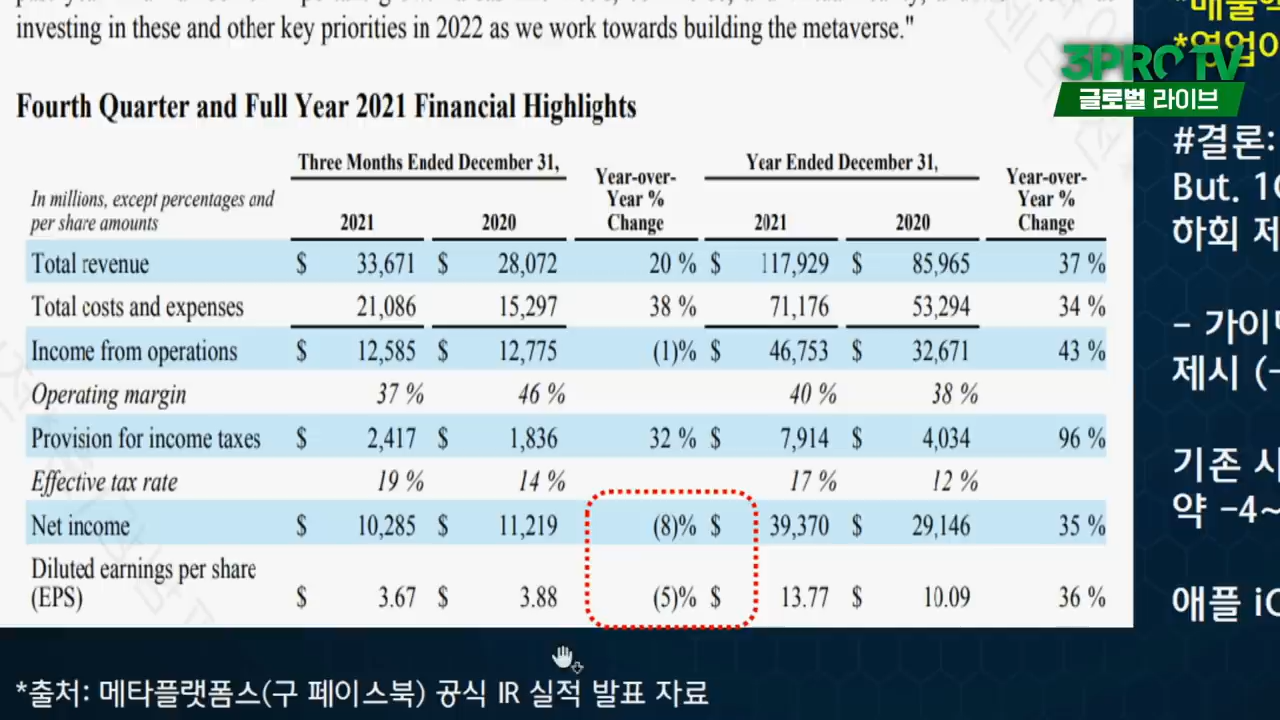 investing in these and other key priorities in 2022 as we work towards building the metaverse."
3PRO TV
글로벌 라이브
Fourth Quarter and Full Year 2021 Financial Highlights
Three Months Ended December 31, Year-over-Year % Change Year Ended December 31, Year-over-Year % Change
In millions, except percentages and per share amounts 2021 2020 2021 2020
Total revenue $ 33,671 $ 28,072 20 % $ 117,929 $ 85,965 37 %
Total costs and expenses 21,086 15,297 38 % 71,176 53,294 34 %
Income from operations $ 12,585 $ 12,775 (1)% $ 46,753 $ 32,671 43 %
Operating margin 37 % 46 % 40 % 38 %
Provision for income taxes $ 2,417 $ 1,836 32 % $ 7,914 $ 4,034 96 %
Effective tax rate 19 % 14 % 17 % 12 %
Net income $ 10,285 $ 11,219 (8)% $ 39,370 $ 29,146 35 %
Diluted earnings per share
(EPS) $ 3.67 $ 3.88 (5)% $ 13.77 $ 10.09 36 %
#결론:
But.
하회
제시
기존
약 -4~
애플
*출처: 메타플랫폼스(구 페이스북) 공식 IR 실적 발표 자료